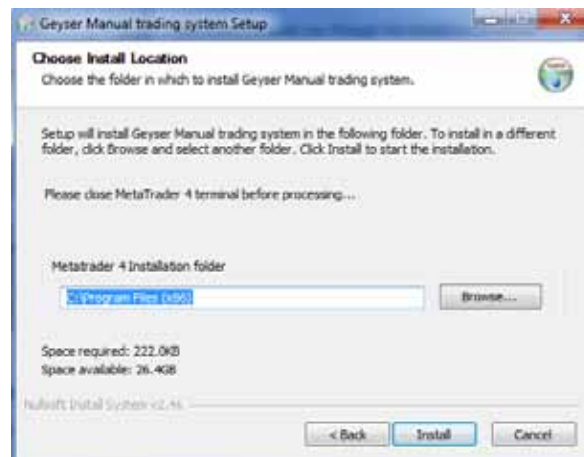 Geyser Manual trading system Setup
Choose Install Location
Choose the folder in which to install Geyser Manual trading system.
Setup will install Geyser Manual trading system in the following folder. To install in a different
folder, click Browse and select another folder. Click Install to start the installation.
Please close MetaTrader 4 terminal before processing...
Metatrader 4 Installation folder
C:\Program Files (x86)
Browse...
Space required: 222.0KB
Space available: 26.4GB
Nullsoft Install System v2.46
< Back
Install
Cancel